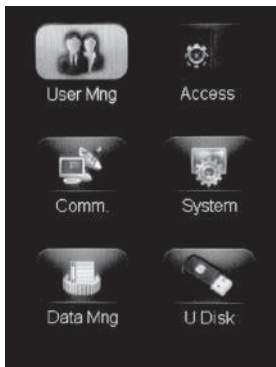 User Mng Access
Comm. System
Data Mng U Disk